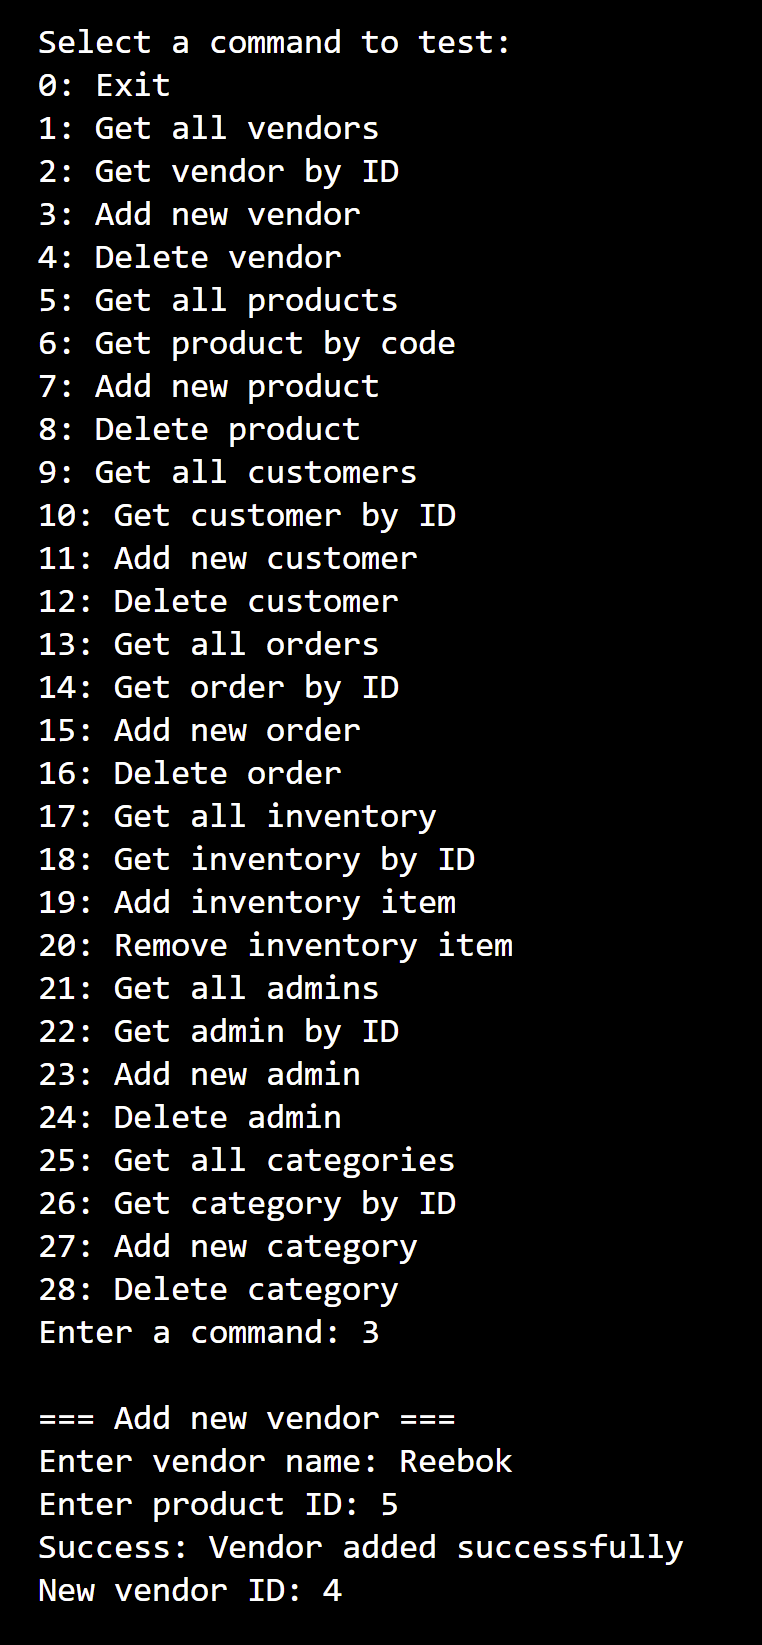 Select a command to test:
0: Exit
1: Get all vendors
2: Get vendor by ID
3: Add new vendor
4: Delete vendor
5: Get all products
6: Get product by code
7: Add new product
8: Delete product
9: Get all customers
10: Get customer by ID
11: Add new customer
12: Delete customer
13: Get all orders
14: Get order by ID
15: Add new order
16: Delete order
17: Get all inventory
18: Get inventory by ID
19: Add inventory item
20: Remove inventory item
21: Get all admins
22: Get admin by ID
23: Add new admin
24: Delete admin
25: Get all categories
26: Get category by ID
27: Add new category
28: Delete category
Enter a command: 3
=== Add new vendor ===
Enter vendor name: Reebok
Enter product ID: 5
Success: Vendor added successfully
New vendor ID: 4